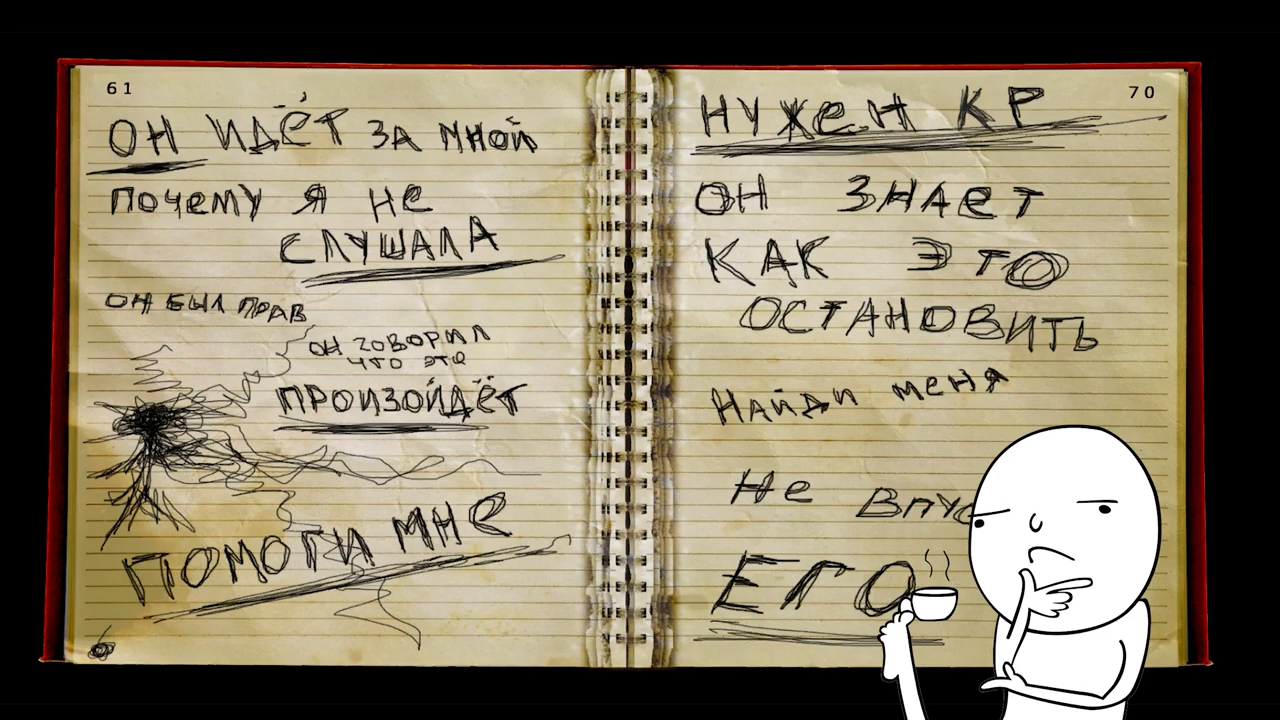 61
ОН ИДЁТ ЗА МНОЙ
ПОЧЕМУ Я НЕ
СЛУШАЛА
ОН БЫЛ ПРАВ
ОН ГОВОРИЛ
ЧТО ЭТО
ПРОИЗОЙДЁТ
ПОМОГИ МНЕ
70
НУЖЕН КР
ОН ЗНАЕТ
КАК ЭТО
ОСТАНОВИТЬ
НАЙДИ МЕНЯ
НЕ
ЕГО